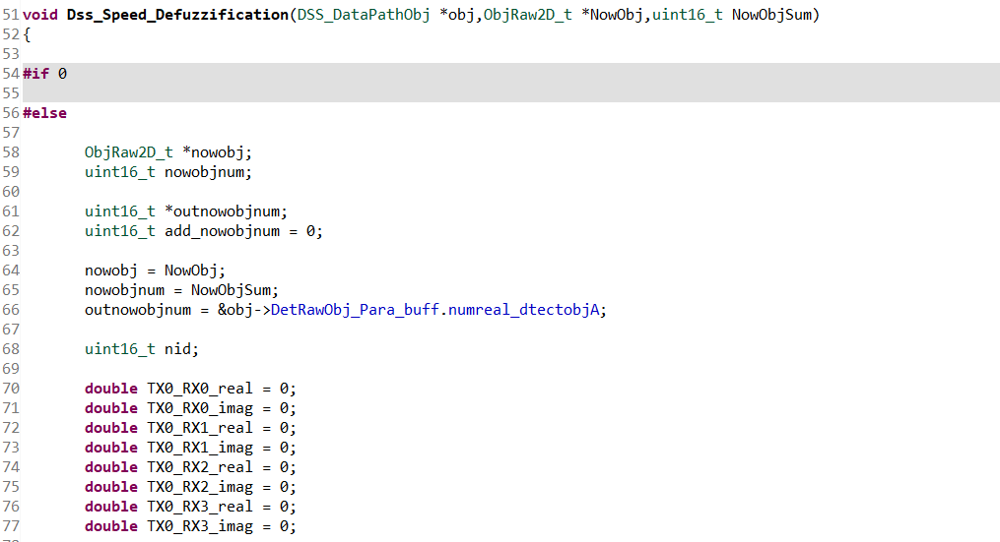 51 void Dss_Speed_Defuzzification(DSS_DataPathObj *obj,ObjRaw2D_t *NowObj,uint16_t NowObjSum)
52 {
53
54 #if 0
55
56 #else
57
58 ObjRaw2D_t *nowobj;
59 uint16_t nowobjnum;
60
61 uint16_t *outnowobjnum;
62 uint16_t add_nowobjnum = 0;
63
64 nowobj = NowObj;
65 nowobjnum = NowObjSum;
66 outnowobjnum = &obj->DetRawObj_Para_buff.numreal_dtectobjA;
67
68 uint16_t nid;
69
70 double TX0_RX0_real = 0;
71 double TX0_RX0_imag = 0;
72 double TX0_RX1_real = 0;
73 double TX0_RX1_imag = 0;
74 double TX0_RX2_real = 0;
75 double TX0_RX2_imag = 0;
76 double TX0_RX3_real = 0;
77 double TX0_RX3_imag = 0;